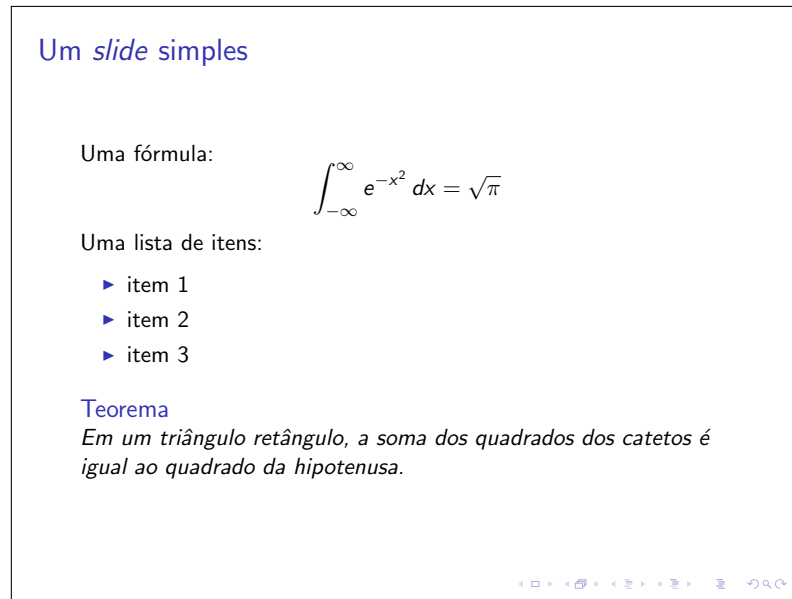 Um slide simples
Uma fórmula:
∫_{-∞}^{∞} e^{-x^2} dx = √π
Uma lista de itens:
▶ item 1
▶ item 2
▶ item 3
Teorema
Em um triângulo retângulo, a soma dos quadrados dos catetos é
igual ao quadrado da hipotenusa.